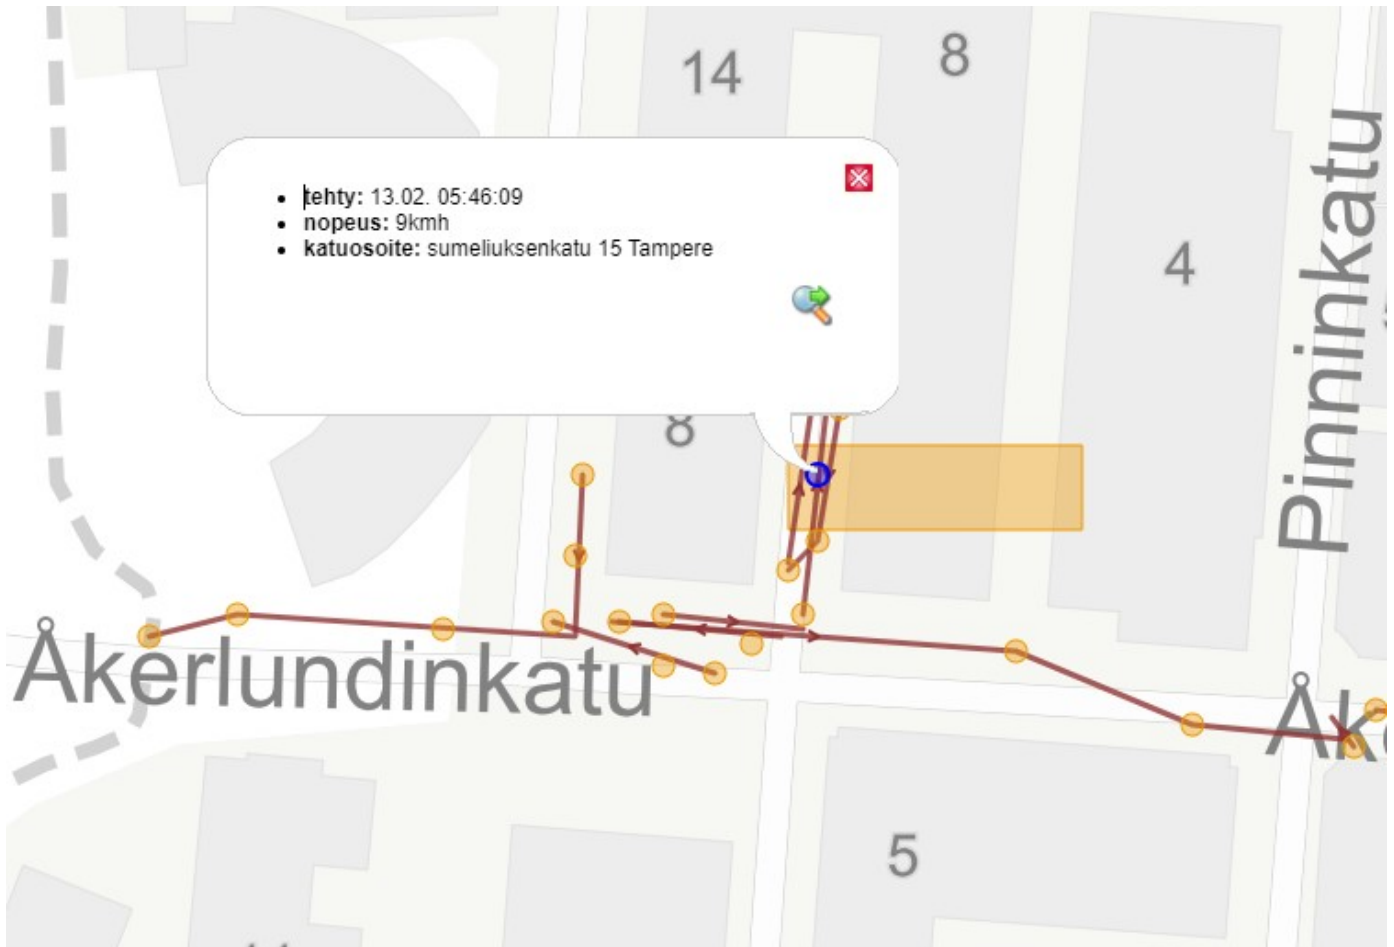 14
8
tehty: 13.02. 05:46:09
nopeus: 9kmh
katuosoite: sumeliuksenkatu 15 Tampere
4
Pinninkatu
8
Åkerlundinkatu
5